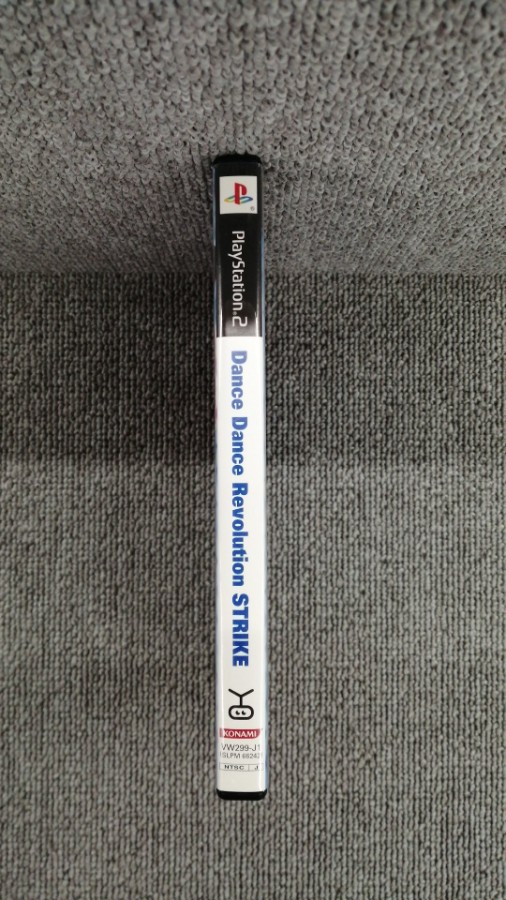 PlayStation®2
Dance Dance Revolution STRIKE
KONAMI
VW299-J1
NTSC J